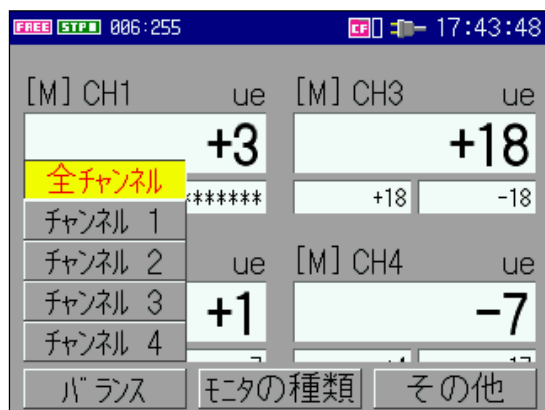 FREE STP 006:255 CF 17:43:48
[M] CH1 ue [M] CH3 ue
+3 +18
全チャンネル ******* +18 -18
チャンネル 1
チャンネル 2 ue [M] CH4 ue
チャンネル 3 +1 -7
チャンネル 4
バランス モニタの種類 その他